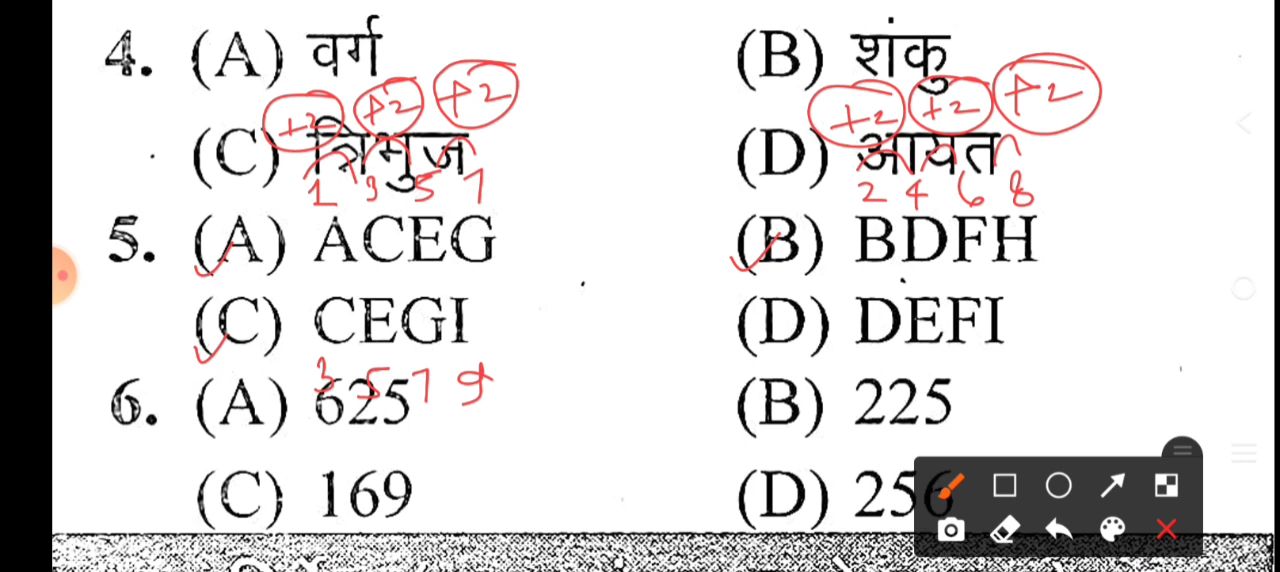 4. (A) वर्ग (B) शंकु
+2 +2 +2 +2 +2 +2
(C) त्रिभुज (D) आयत
1 3 5 7 2 4 6 8
5. (A) ACEG (B) BDFH
(C) CEGI (D) DEFI
3 5 7 9
6. (A) 625 (B) 225
(C) 169 (D) 256